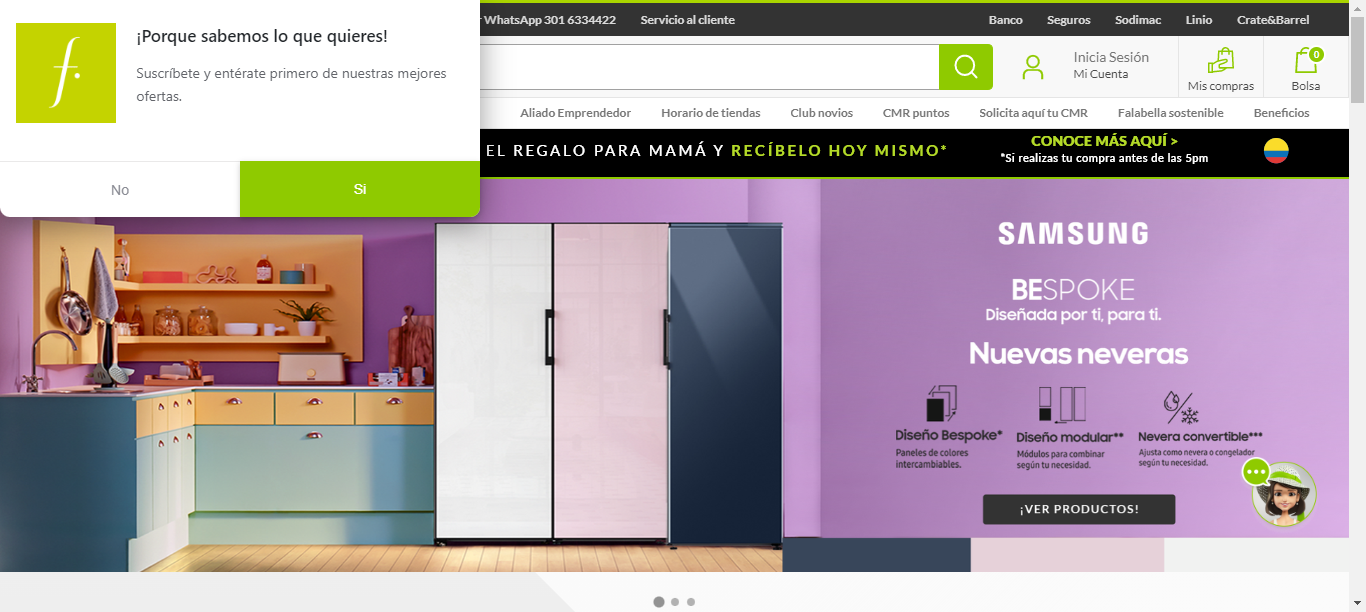 WhatsApp 301 6334422
Servicio al cliente
Banco
Seguros
Sodimac
Linio
Crate&Barrel
¡Porque sabemos lo que quieres!
Suscríbete y entérate primero de nuestras mejores
ofertas.
No
Si
Inicia Sesión
Mi Cuenta
Mis compras
0
Bolsa
Aliado Emprendedor
Horario de tiendas
Club novios
CMR puntos
Solicita aquí tu CMR
Falabella sostenible
Beneficios
EL REGALO PARA MAMÁ Y RECÍBELO HOY MISMO*
CONOCE MÁS AQUÍ >
*Si realizas tu compra antes de las 5pm
SAMSUNG
BESPOKE
Diseñada por ti, para ti.
Nuevas neveras
Diseño Bespoke*
Paneles de colores
intercambiables.
Diseño modular**
Módulos para combinar
según tu necesidad.
Nevera convertible***
Ajusta como nevera o congelador
según tu necesidad.
¡VER PRODUCTOS!